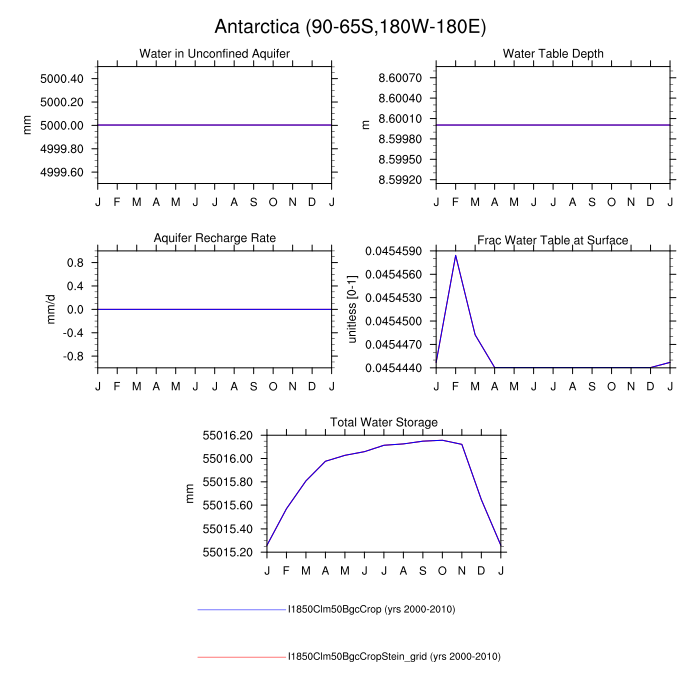 Antarctica (90-65S,180W-180E)
Water in Unconfined Aquifer
5000.40
5000.20
5000.00
4999.80
4999.60
mm
J F M A M J J A S O N D J
Water Table Depth
8.60070
8.60040
8.60010
8.59980
8.59950
8.59920
m
J F M A M J J A S O N D J
Aquifer Recharge Rate
0.8
0.4
0.0
-0.4
-0.8
mm/d
J F M A M J J A S O N D J
Frac Water Table at Surface
0.0454590
0.0454560
0.0454530
0.0454500
0.0454470
0.0454440
unitless [0-1]
J F M A M J J A S O N D J
Total Water Storage
55016.20
55016.00
55015.80
55015.60
55015.40
55015.20
mm
J F M A M J J A S O N D J
I1850Clm50BgcCrop (yrs 2000-2010)
I1850Clm50BgcCropStein_grid (yrs 2000-2010)